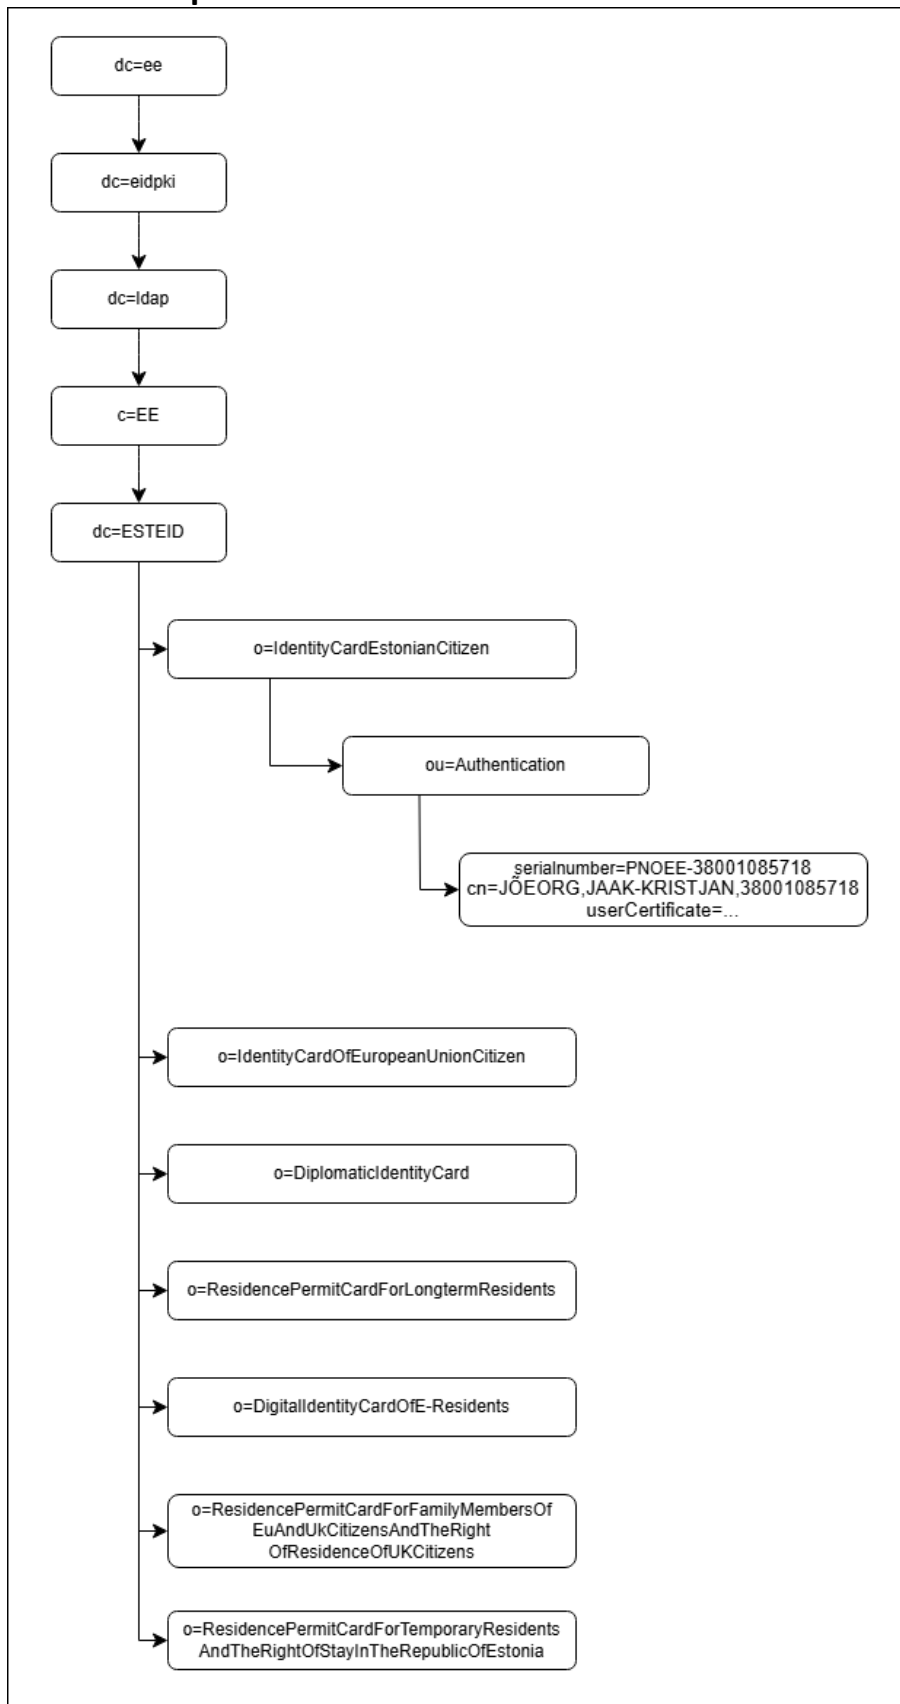 dc=ee
dc=eidpki
dc=ldap
c=EE
dc=ESTEID
o=IdentityCardEstonianCitizen
ou=Authentication
serialnumber=PNOEE-38001085718
cn=JÕEORG,JAAK-KRISTJAN,38001085718
userCertificate=...
o=IdentityCardOfEuropeanUnionCitizen
o=DiplomaticIdentityCard
o=ResidencePermitCardForLongtermResidents
o=DigitalIdentityCardOfE-Residents
o=ResidencePermitCardForFamilyMembersOf
EuAndUkCitizensAndTheRight
OfResidenceOfUKCitizens
o=ResidencePermitCardForTemporaryResidents
AndTheRightOfStayInTheRepublicOfEstonia